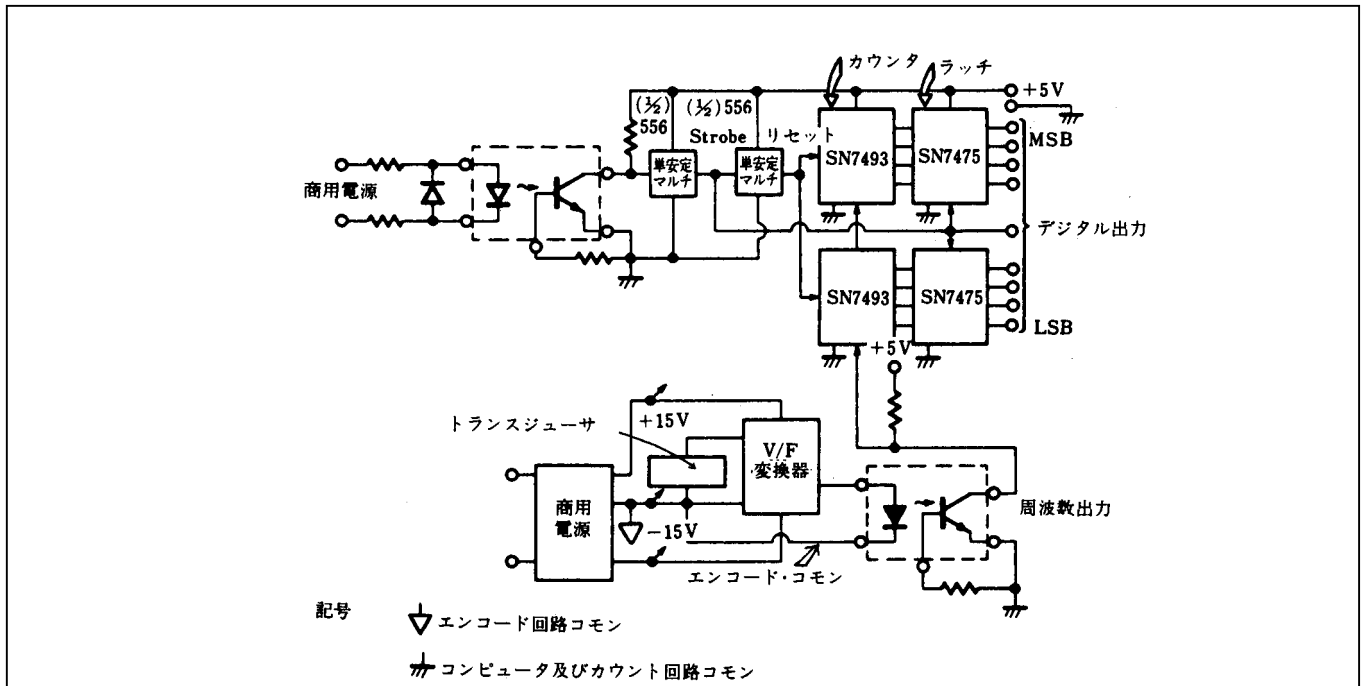 カウンタ
ラッチ
+5V
(½)
556
(½)556
Strobe
リセット
単安定
マルチ
単安定
マルチ
SN7493
SN7475
MSB
商用電源
デジタル出力
SN7493
SN7475
LSB
+5V
トランスジューサ
+15V
V/F
変換器
商用
電源
-15V
周波数出力
エンコード・コモン
記号
エンコード回路コモン
コンピュータ及びカウント回路コモン